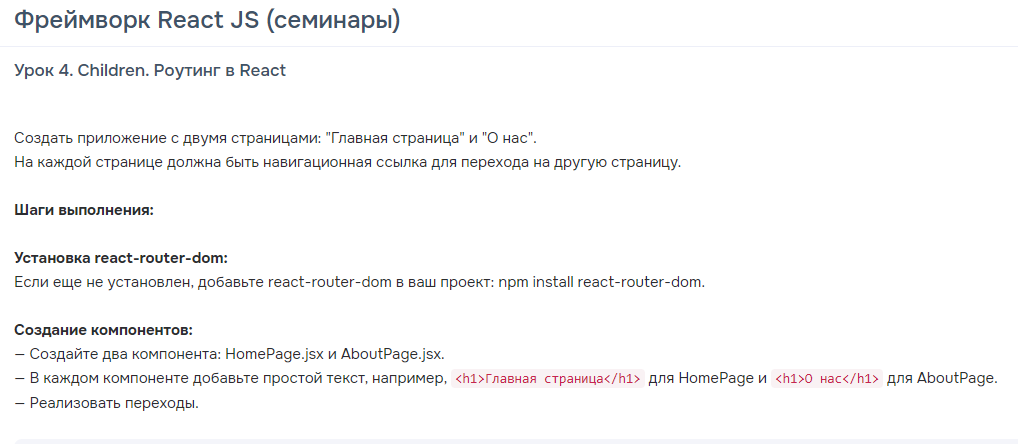 Фреймворк React JS (семинары)
Урок 4. Children. Роутинг в React
Создать приложение с двумя страницами: "Главная страница" и "О нас".
На каждой странице должна быть навигационная ссылка для перехода на другую страницу.
Шаги выполнения:
Установка react-router-dom:
Если еще не установлен, добавьте react-router-dom в ваш проект: npm install react-router-dom.
Создание компонентов:
— Создайте два компонента: HomePage.jsx и AboutPage.jsx.
— В каждом компоненте добавьте простой текст, например, <h1>Главная страница</h1> для HomePage и <h1>О нас</h1> для AboutPage.
— Реализовать переходы.